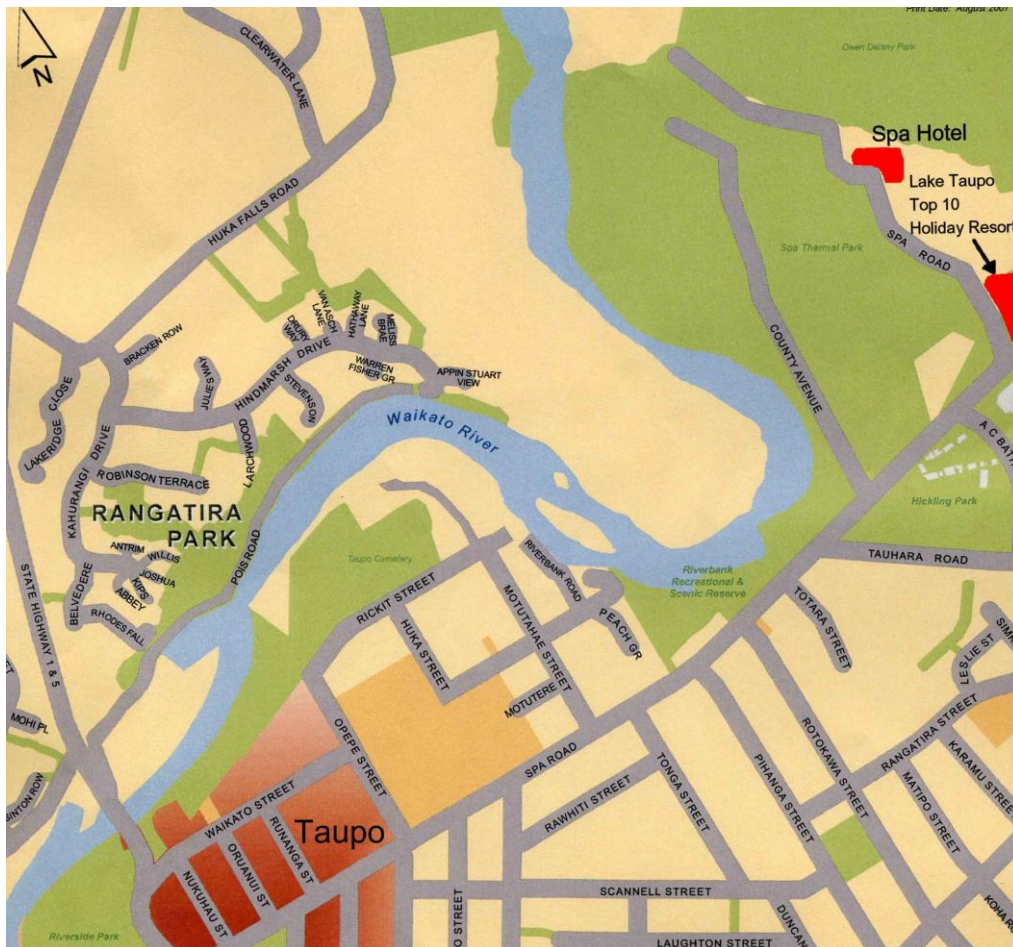 Print Date: August 2007
N
CLEARWATER LANE
Owen Delany Park
Spa Hotel
Lake Taupo
Top 10
Holiday Resort
HUKA FALLS ROAD
SPA ROAD
Spa Thermal Park
COUNTY AVENUE
BRACKEN ROW
DRURY
WAY
VAN ASCH
LANE
HATHAWAY
LANE
MELISS
BRAE
HINDMARSH DRIVE
WARREN
FISHER GR
APPIN STUART
VIEW
JULIES WAY
STEVENSON
LAKERIDGE CLOSE
LARCHWOOD
Waikato River
KAHURANGI DRIVE
ROBINSON TERRACE
RANGATIRA
PARK
A C BATH
Hickling Park
ANTRIM
WILLIS
JOSHUA
KIPS
ABBEY
BELVEDERE
RHODES FALL
POIS ROAD
Taupo Cemetery
RICKIT STREET
HUKA STREET
MOTUTAHAE STREET
RIVERBANK ROAD
PEACH GR
Riverbank
Recreational &
Scenic Reserve
TAUHARA ROAD
TOTARA STREET
LESLIE ST
STATE HIGHWAY 1 & 5
MOHI PL
OPEPE STREET
MOTUTERE
SPA ROAD
TONGA STREET
PIHANGA STREET
ROTOKAWA STREET
RANGATIRA STREET
KARAMU STREET
MATIPO STREET
RAWHITI STREET
WAIKATO STREET
Taupo
NUKUHAU ST
ORUANUI ST
RUNANGA ST
SCANNELL STREET
LAUGHTON STREET
DUNCAN
O STREET
Riverside Park